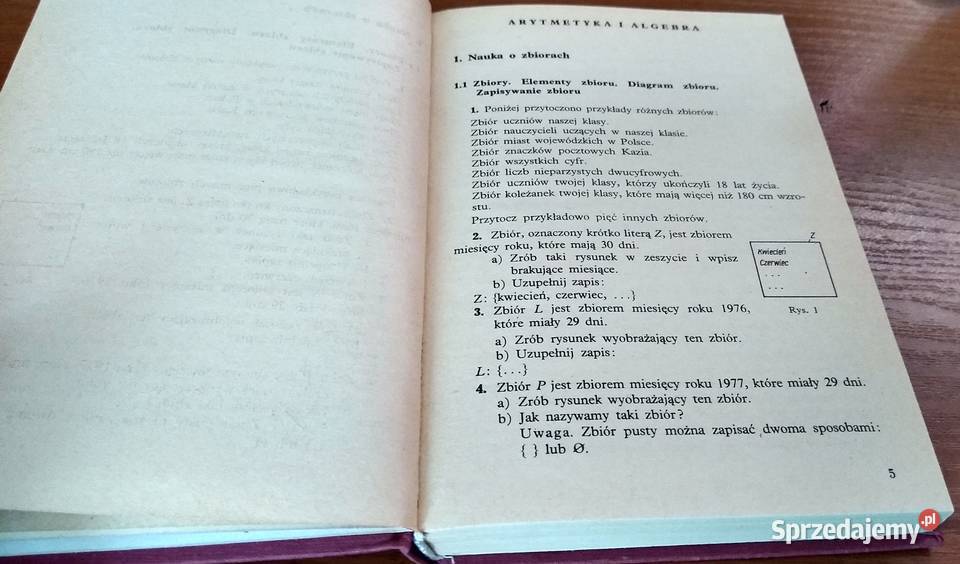 ARYTMETYKA I ALGEBRA
1. Nauka o zbiorach
1.1 Zbiory. Elementy zbioru. Diagram zbioru.
Zapisywanie zbioru
1. Poniżej przytoczono przykłady różnych zbiorów:
Zbiór uczniów naszej klasy.
Zbiór nauczycieli uczących w naszej klasie.
Zbiór miast wojewódzkich w Polsce.
Zbiór znaczków pocztowych Kazia.
Zbiór wszystkich cyfr.
Zbiór liczb nieparzystych dwucyfrowych.
Zbiór uczniów twojej klasy, którzy ukończyli 18 lat życia.
Zbiór koleżanek twojej klasy, które mają więcej niż 180 cm wzro-
stu.
Przytocz przykładowo pięć innych zbiorów.
2. Zbiór, oznaczony krótko literą Z, jest zbiorem
miesięcy roku, które mają 30 dni.
a) Zrób taki rysunek w zeszycie i wpisz
brakujące miesiące.
b) Uzupełnij zapis:
Z: {kwiecień, czerwiec, ...}
Z
Kwiecień
Czerwiec
...
...
Rys. 1
3. Zbiór L jest zbiorem miesięcy roku 1976,
które miały 29 dni.
a) Zrób rysunek wyobrażający ten zbiór.
b) Uzupełnij zapis:
L: {...}
4. Zbiór P jest zbiorem miesięcy roku 1977, które miały 29 dni.
a) Zrób rysunek wyobrażający ten zbiór.
b) Jak nazywamy taki zbiór?
Uwaga. Zbiór pusty można zapisać dwoma sposobami:
{ } lub Ø.
5
Sprzedajemy.pl